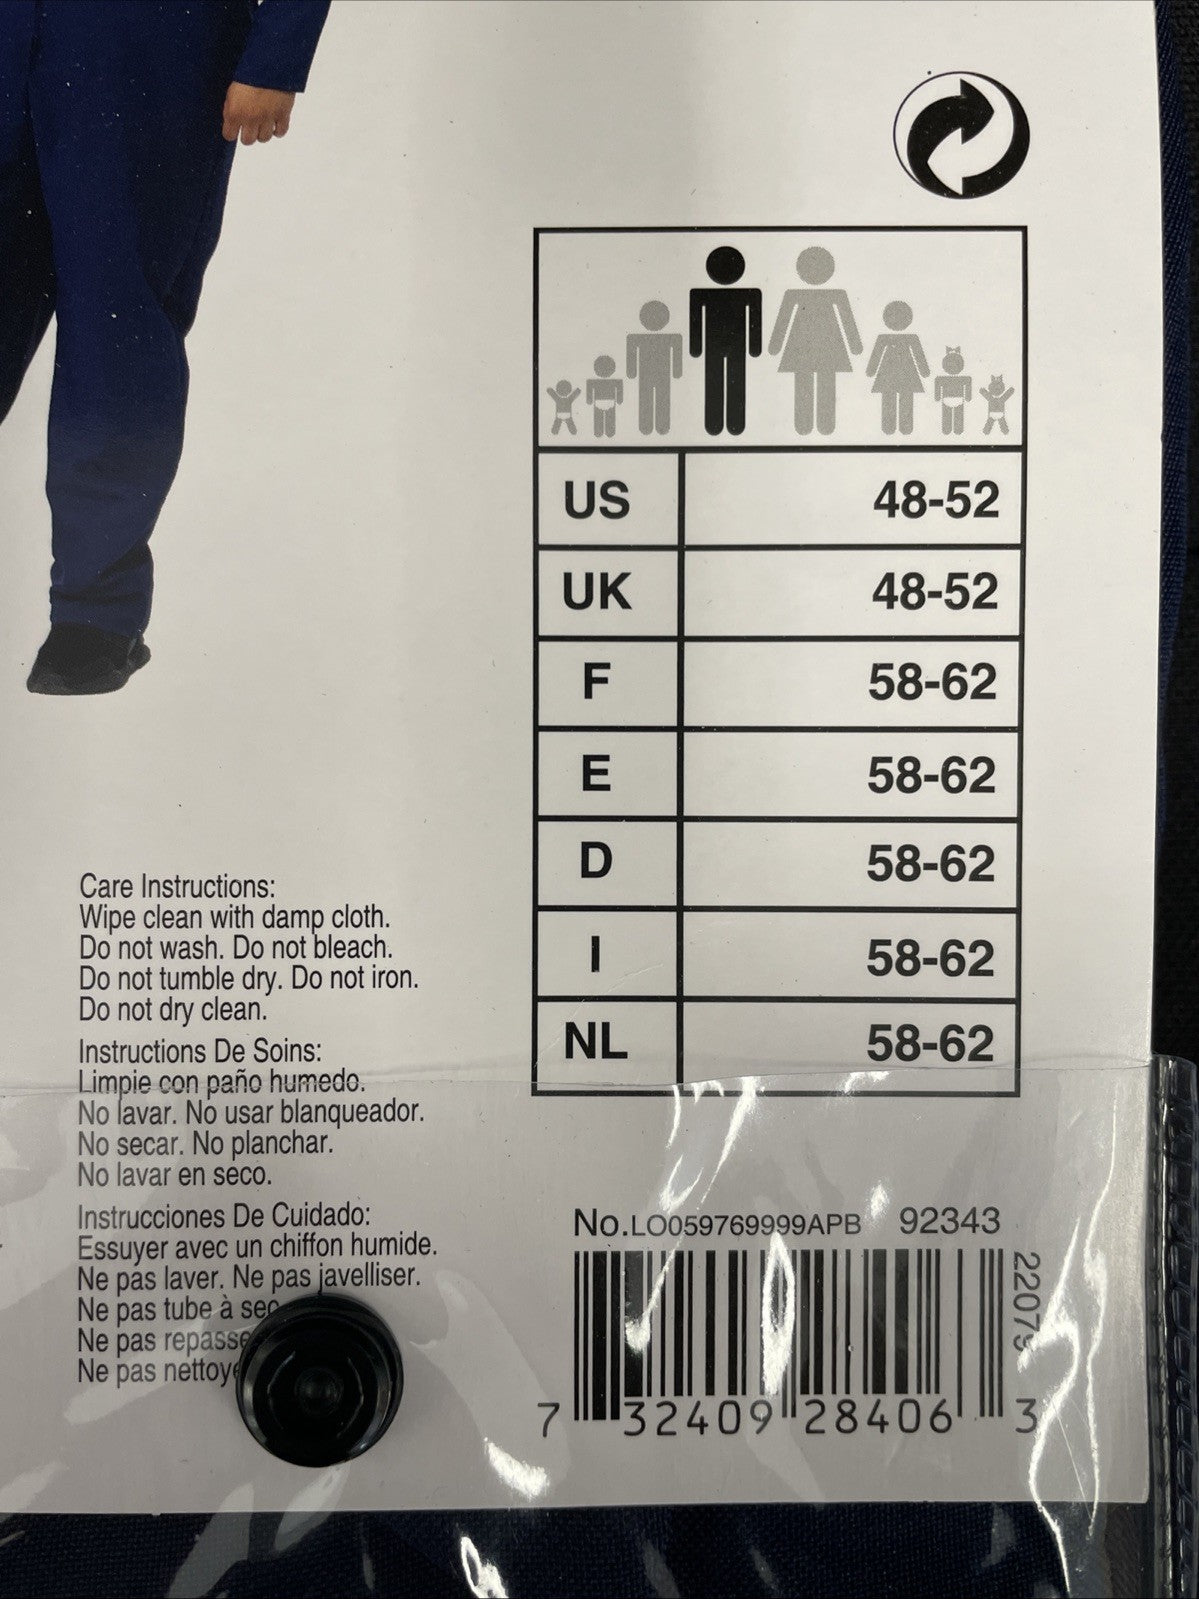 US 48-52
UK 48-52
F 58-62
E 58-62
D 58-62
I 58-62
NL 58-62
Care Instructions:
Wipe clean with damp cloth.
Do not wash. Do not bleach.
Do not tumble dry. Do not iron.
Do not dry clean.
Instructions De Soins:
Limpie con paño humedo.
No lavar. No usar blanqueador.
No secar. No planchar.
No lavar en seco.
Instrucciones De Cuidado:
Essuyer avec un chiffon humide.
Ne pas laver. Ne pas javelliser.
Ne pas tube à sec
Ne pas repasse
Ne pas nettoye
No.LO059769999APB 92343
22079
7 32409 28406 3